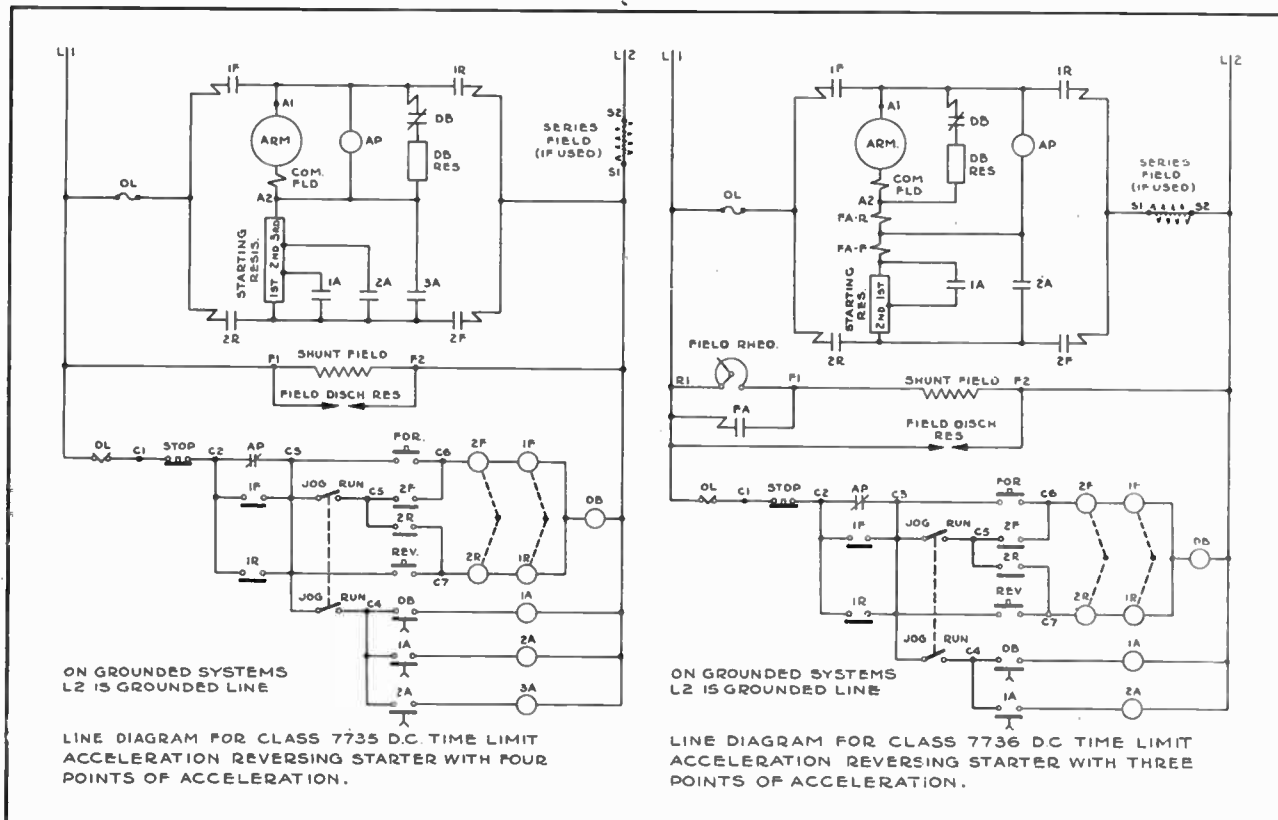 L 1
L 2
1F
1R
A1
ARM
AP
DB
DB
RES
COM.
FLD
A2
SERIES
FIELD
(IF USED)
S2
S1
OL
STARTING
RESIS.
1ST 2ND 3RD
1A
2A
3A
2R
2F
F1
SHUNT FIELD
F2
FIELD DISCH RES
OL
C1
STOP
C2
AP
C3
FOR.
C6
2F
1F
1F
JOG
RUN
C5
2F
2R
DB
1R
REV.
C7
2R
1R
JOG
RUN
C4
DB
1A
1A
2A
2A
3A
ON GROUNDED SYSTEMS
L2 IS GROUNDED LINE
LINE DIAGRAM FOR CLASS 7735 D.C. TIME LIMIT
ACCELERATION REVERSING STARTER WITH FOUR
POINTS OF ACCELERATION.
L 1
L 2
1F
1R
A1
ARM.
DB
AP
DB
RES
COM
FLD
A2
FA-R
FA-F
SERIES
FIELD
(IF USED)
S1
S2
OL
STARTING
RES.
2ND 1ST
1A
2A
2R
2F
FIELD RHEO.
R1
F1
SHUNT FIELD
F2
FA
FIELD DISCH
RES
OL
C1
STOP
C2
AP
C3
FOR
C6
2F
1F
1F
JOG
RUN
C5
2F
2R
DB
1R
REV
C7
2R
1R
JOG
RUN
C4
DB
1A
1A
2A
ON GROUNDED SYSTEMS
L2 IS GROUNDED LINE
LINE DIAGRAM FOR CLASS 7736 D.C TIME LIMIT
ACCELERATION REVERSING STARTER WITH THREE
POINTS OF ACCELERATION.